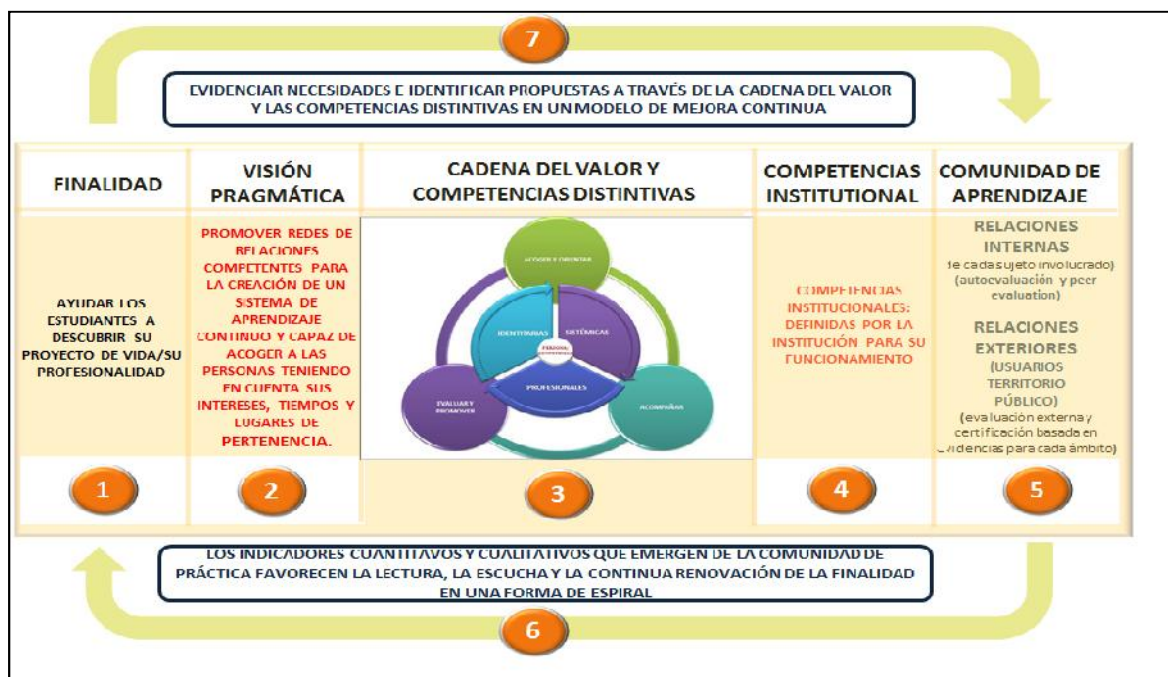 7
EVIDENCIAR NECESIDADES E IDENTIFICAR PROPUESTAS A TRAVÉS DE LA CADENA DEL VALOR
Y LAS COMPETENCIAS DISTINTIVAS EN UN MODELO DE MEJORA CONTINUA
FINALIDAD
AYUDAR LOS
ESTUDIANTES A
DESCUBRIR SU
PROYECTO DE VIDA/SU
PROFESIONALIDAD
1
VISIÓN
PRAGMÁTICA
PROMOVER REDES DE
RELACIONES
COMPETENTES PARA
LA CREACIÓN DE UN
SISTEMA DE
APRENDIZAJE
CONTINUO Y CAPAZ DE
ACOGER A LAS
PERSONAS TENIENDO
EN CUENTA SUS
INTERESES, TIEMPOS Y
LUGARES DE
PERTENENCIA.
2
CADENA DEL VALOR Y
COMPETENCIAS DISTINTIVAS
ACOGER E ORIENTAR
IDENTITARIAS
PROFESIONALES
EVALUAR Y
PROMOVER
ACOMPAÑAR
3
COMPETENCIAS
INSTITUCIONAL
COMPETENCIAS
INSTITUCIONALES:
DEFINIDAS POR LA
INSTITUCIÓN PARA SU
FUNCIONAMIENTO
4
COMUNIDAD DE
APRENDIZAJE
RELACIONES
INTERNAS
de cada sujeto involucrado)
(autoevaluación y peer
evaluation)
RELACIONES
EXTERIORES
(USUARIOS
TERRITORIO
PÚBLICO)
(evaluación externa y
certificación basada en
evidencias para cada ámbito)
5
LOS INDICADORES CUANTITAVOS Y CUALITATIVOS QUE EMERGEN DE LA COMUNIDAD DE
PRÁCTICA FAVORECEN LA LECTURA, LA ESCUCHA Y LA CONTINUA RENOVACIÓN DE LA FINALIDAD
EN UNA FORMA DE ESPIRAL
6